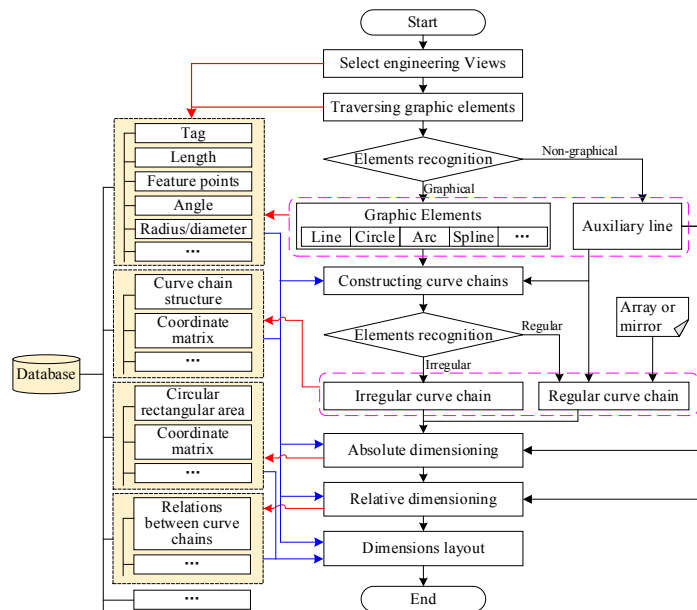 Start
Select engineering Views
Traversing graphic elements
Elements recognition
Non-graphical
Graphical
Graphic Elements
Line
Circle
Arc
Spline
···
Auxiliary line
Constructing curve chains
Elements recognition
Regular
Irregular
Array or
mirror
Irregular curve chain
Regular curve chain
Absolute dimensioning
Relative dimensioning
Dimensions layout
End
Database
Tag
Length
Feature points
Angle
Radius/diameter
···
Curve chain
structure
Coordinate
matrix
···
Circular
rectangular area
Coordinate
matrix
···
Relations
between curve
chains
···
···